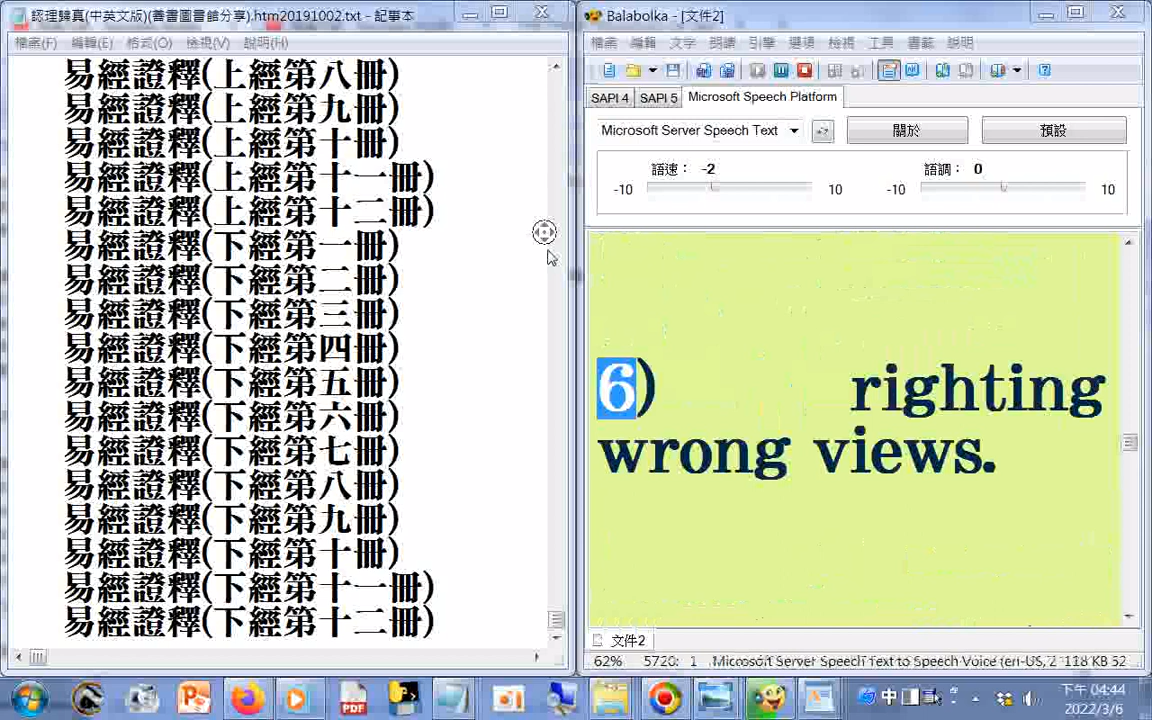 認理歸真(中英文版)(善書圖書館分享).htm20191002.txt - 記事本
檔案(F) 編輯(E) 格式(O) 檢視(V) 說明(H)
易經證釋(上經第八冊)
易經證釋(上經第九冊)
易經證釋(上經第十冊)
易經證釋(上經第十一冊)
易經證釋(上經第十二冊)
易經證釋(下經第一冊)
易經證釋(下經第二冊)
易經證釋(下經第三冊)
易經證釋(下經第四冊)
易經證釋(下經第五冊)
易經證釋(下經第六冊)
易經證釋(下經第七冊)
易經證釋(下經第八冊)
易經證釋(下經第九冊)
易經證釋(下經第十冊)
易經證釋(下經第十一冊)
易經證釋(下經第十二冊)
Balabolka - [文件2]
檔案 編輯 文字 朗讀 引擎 選項 檢視 工具 書籤 說明
SAPI 4 SAPI 5 Microsoft Speech Platform
Microsoft Server Speech Text 關於 預設
語速： -2 語調： 0
-10 10 -10 10
6) righting
wrong views.
文件2
62% 5720: 1 Microsoft Server Speech Text to Speech Voice (en-US, 118 KB
中 下午 04:44
2022/3/6